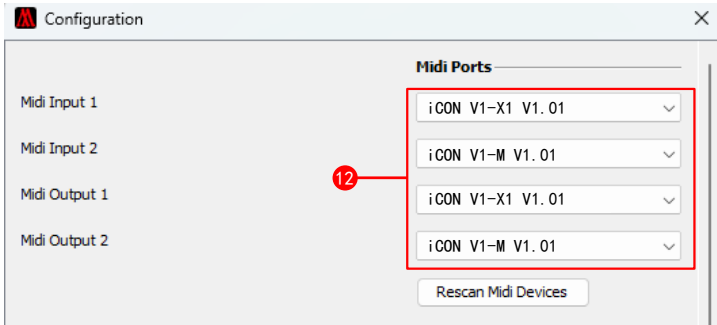 Configuration
Midi Ports
Midi Input 1
iCON V1-X1 V1.01
Midi Input 2
iCON V1-M V1.01
12
Midi Output 1
iCON V1-X1 V1.01
Midi Output 2
iCON V1-M V1.01
Rescan Midi Devices